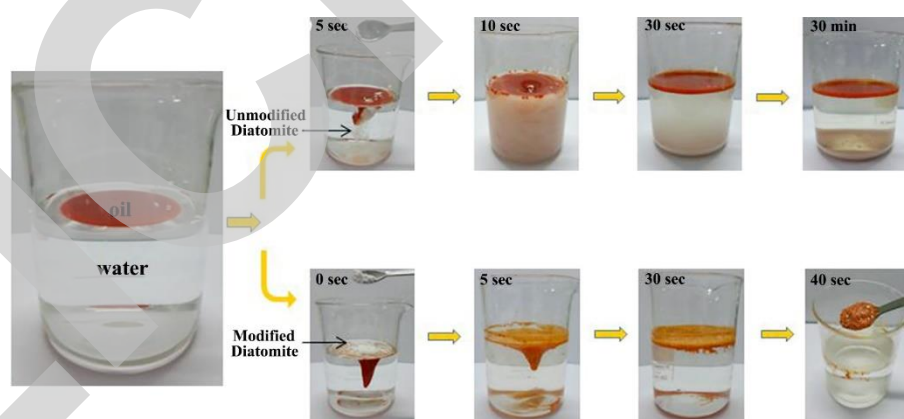 5 sec
10 sec
30 sec
30 min
Unmodified
Diatomite
oil
water
0 sec
5 sec
30 sec
40 sec
Modified
Diatomite